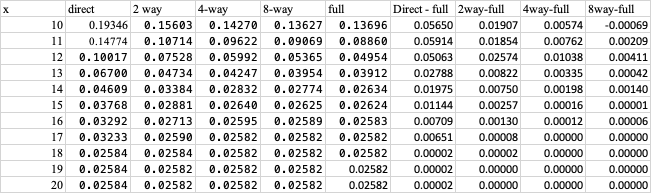 x direct 2 way 4-way 8-way full Direct - full 2way-full 4way-full 8way-full
10 0.19346 0.15603 0.14270 0.13627 0.13696 0.05650 0.01907 0.00574 -0.00069
11 0.14774 0.10714 0.09622 0.09069 0.08860 0.05914 0.01854 0.00762 0.00209
12 0.10017 0.07528 0.05992 0.05365 0.04954 0.05063 0.02574 0.01038 0.00411
13 0.06700 0.04734 0.04247 0.03954 0.03912 0.02788 0.00822 0.00335 0.00042
14 0.04609 0.03384 0.02832 0.02774 0.02634 0.01975 0.00750 0.00198 0.00140
15 0.03768 0.02881 0.02640 0.02625 0.02624 0.01144 0.00257 0.00016 0.00001
16 0.03292 0.02713 0.02595 0.02589 0.02583 0.00709 0.00130 0.00012 0.00006
17 0.03233 0.02590 0.02582 0.02582 0.02582 0.00651 0.00008 0.00000 0.00000
18 0.02584 0.02584 0.02582 0.02582 0.02582 0.00002 0.00002 0.00000 0.00000
19 0.02584 0.02582 0.02582 0.02582 0.02582 0.00002 0.00000 0.00000 0.00000
20 0.02584 0.02582 0.02582 0.02582 0.02582 0.00002 0.00000 0.00000 0.00000